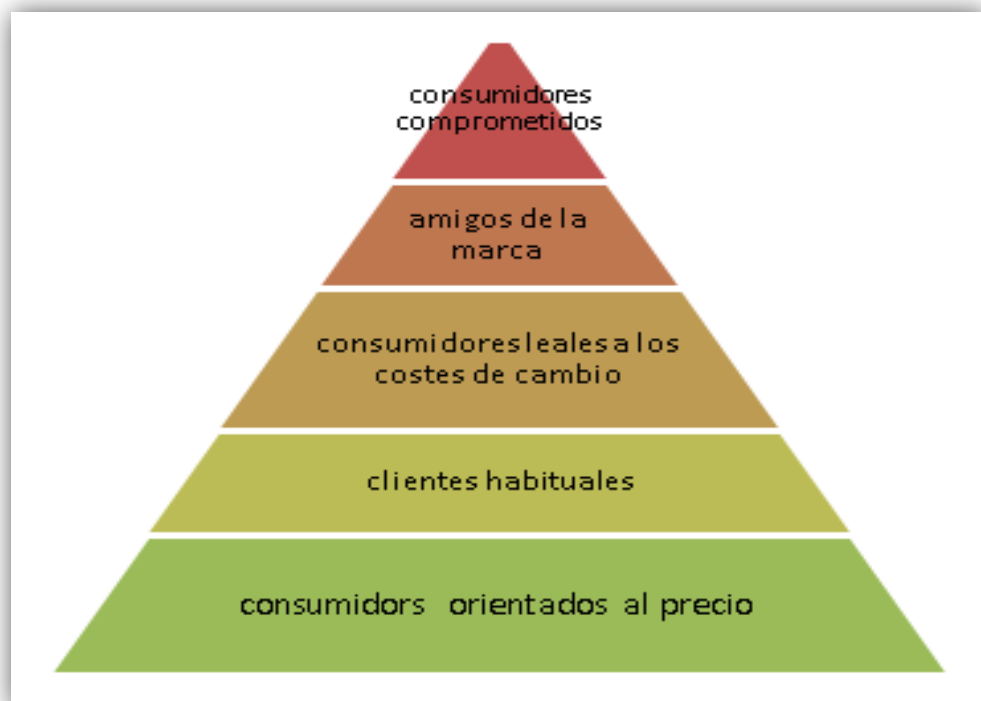 consumidores
comprometidos
amigos de la
marca
consumidores leales a los
costes de cambio
clientes habituales
consumidors orientados al precio